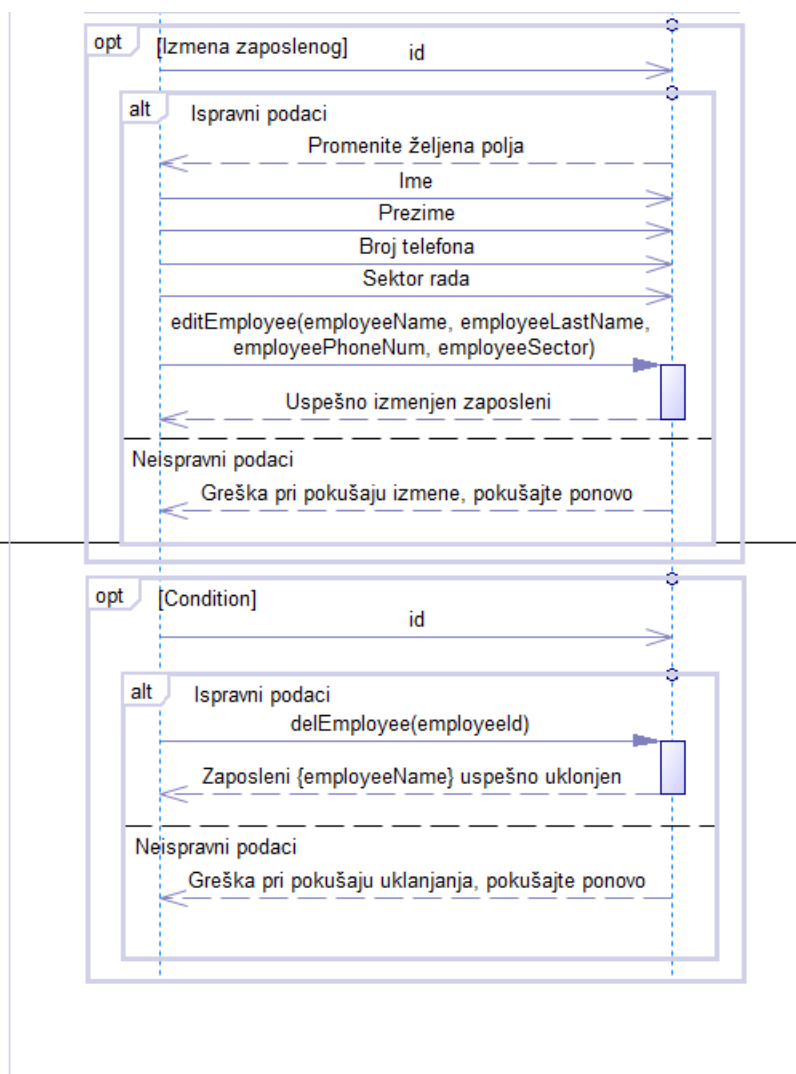 opt [Izmena zaposlenog]
id
alt Ispravni podaci
Promenite željena polja
Ime
Prezime
Broj telefona
Sektor rada
editEmployee(employeeName, employeeLastName,
employeePhoneNum, employeeSector)
Uspešno izmenjen zaposleni
Neispravni podaci
Greška pri pokušaju izmene, pokušajte ponovo
opt [Condition]
id
alt Ispravni podaci
delEmployee(employeeId)
Zaposleni {employeeName} uspešno uklonjen
Neispravni podaci
Greška pri pokušaju uklanjanja, pokušajte ponovo